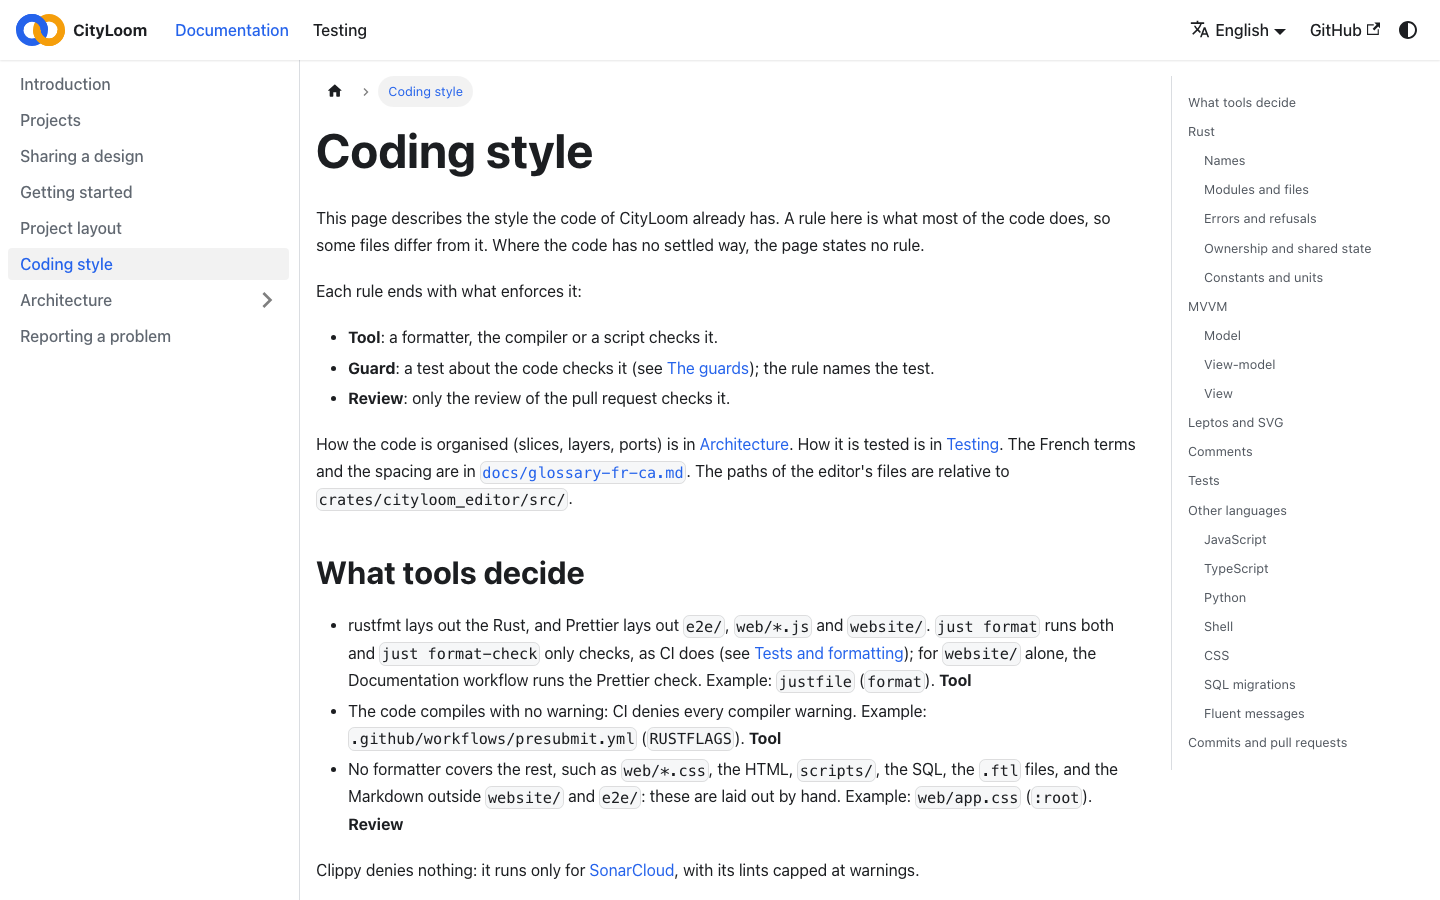 CityLoom
Documentation
Testing
English
GitHub
Introduction
Projects
Sharing a design
Getting started
Project layout
Coding style
Architecture
Reporting a problem
Coding style
Coding style
This page describes the style the code of CityLoom already has. A rule here is what most of the code does, so
some files differ from it. Where the code has no settled way, the page states no rule.
Each rule ends with what enforces it:
• Tool: a formatter, the compiler or a script checks it.
• Guard: a test about the code checks it (see The guards); the rule names the test.
• Review: only the review of the pull request checks it.
How the code is organised (slices, layers, ports) is in Architecture. How it is tested is in Testing. The French terms
and the spacing are in docs/glossary-fr-ca.md. The paths of the editor's files are relative to
crates/cityloom_editor/src/.
What tools decide
• rustfmt lays out the Rust, and Prettier lays out e2e/, web/*.js and website/. just format runs both
and just format-check only checks, as CI does (see Tests and formatting); for website/ alone, the
Documentation workflow runs the Prettier check. Example: justfile (format). Tool
• The code compiles with no warning: CI denies every compiler warning. Example:
.github/workflows/presubmit.yml (RUSTFLAGS). Tool
• No formatter covers the rest, such as web/*.css, the HTML, scripts/, the SQL, the .ftl files, and the
Markdown outside website/ and e2e/: these are laid out by hand. Example: web/app.css (:root).
Review
Clippy denies nothing: it runs only for SonarCloud, with its lints capped at warnings.
What tools decide
Rust
Names
Modules and files
Errors and refusals
Ownership and shared state
Constants and units
MVVM
Model
View-model
View
Leptos and SVG
Comments
Tests
Other languages
JavaScript
TypeScript
Python
Shell
CSS
SQL migrations
Fluent messages
Commits and pull requests